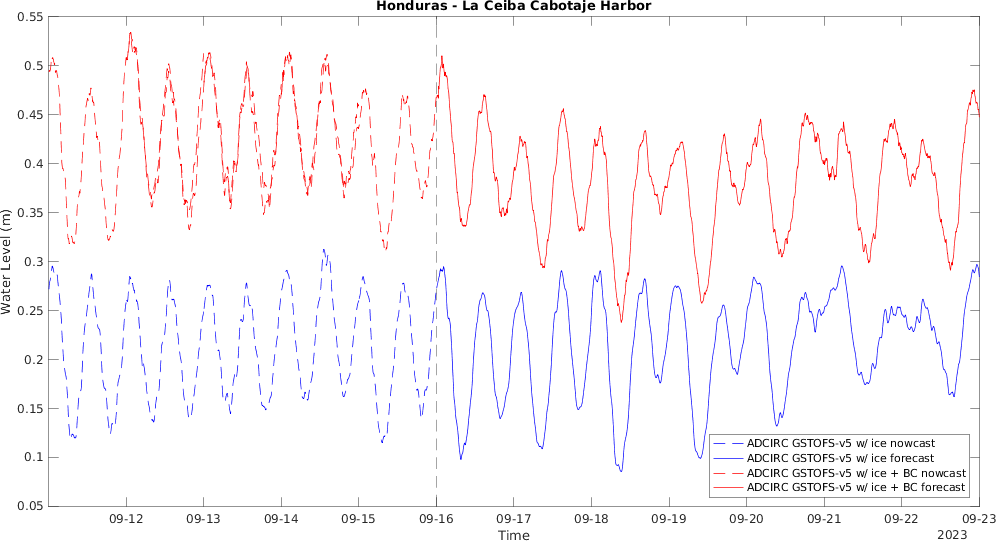 Honduras - La Ceiba Cabotaje Harbor
0.55
0.5
0.45
0.4
0.35
0.3
0.25
0.2
0.15
0.1
0.05
Water Level (m)
ADCIRC GSTOFS-v5 w/ ice nowcast
ADCIRC GSTOFS-v5 w/ ice forecast
ADCIRC GSTOFS-v5 w/ ice + BC nowcast
ADCIRC GSTOFS-v5 w/ ice + BC forecast
09-12 09-13 09-14 09-15 09-16 09-17 09-18 09-19 09-20 09-21 09-22 09-23
Time
2023